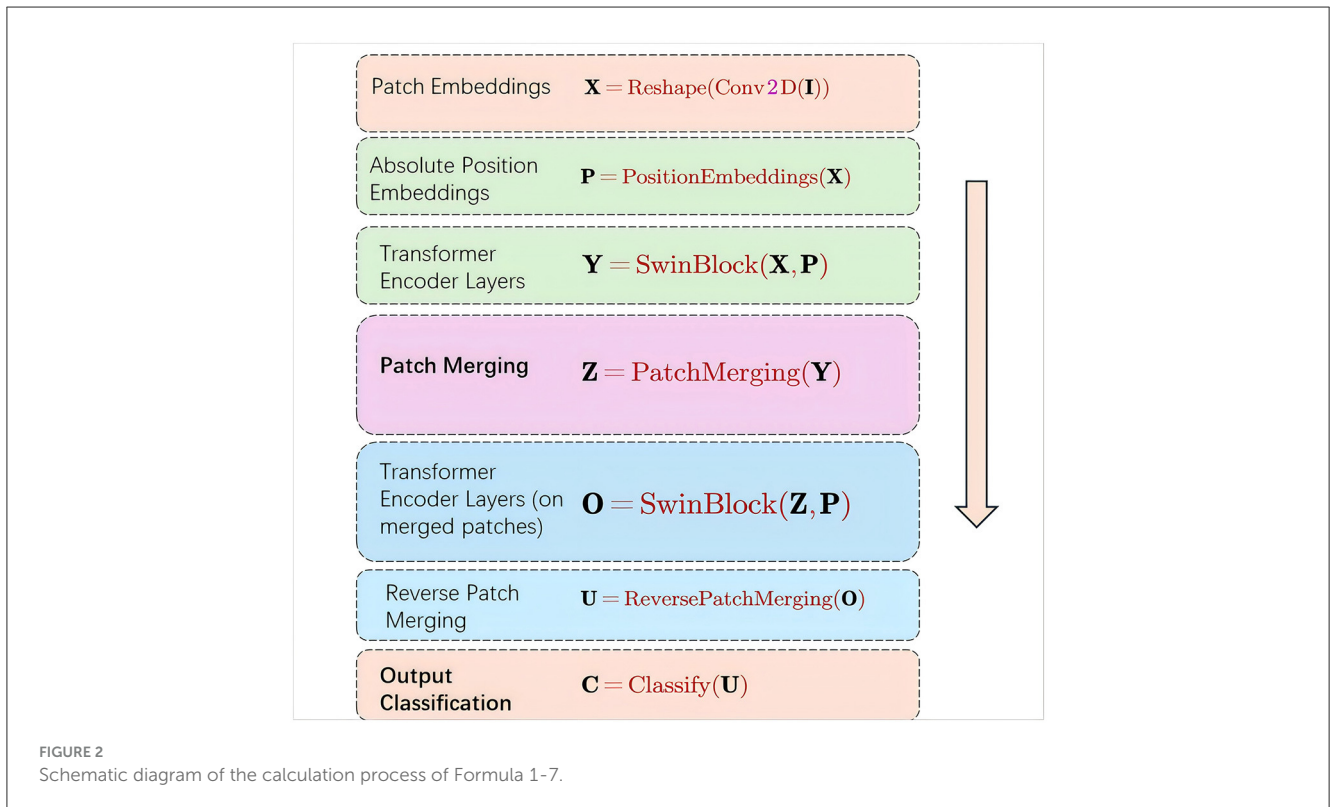 Patch Embeddings X = Reshape(Conv2D(I))
Absolute Position
Embeddings
P = PositionEmbeddings(X)
Transformer
Encoder Layers
Y = SwinBlock(X, P)
Patch Merging Z = PatchMerging(Y)
Transformer
Encoder Layers (on
merged patches)
O = SwinBlock(Z, P)
Reverse Patch
Merging
U = ReversePatchMerging(O)
Output
Classification
C = Classify(U)
FIGURE 2
Schematic diagram of the calculation process of Formula 1-7.